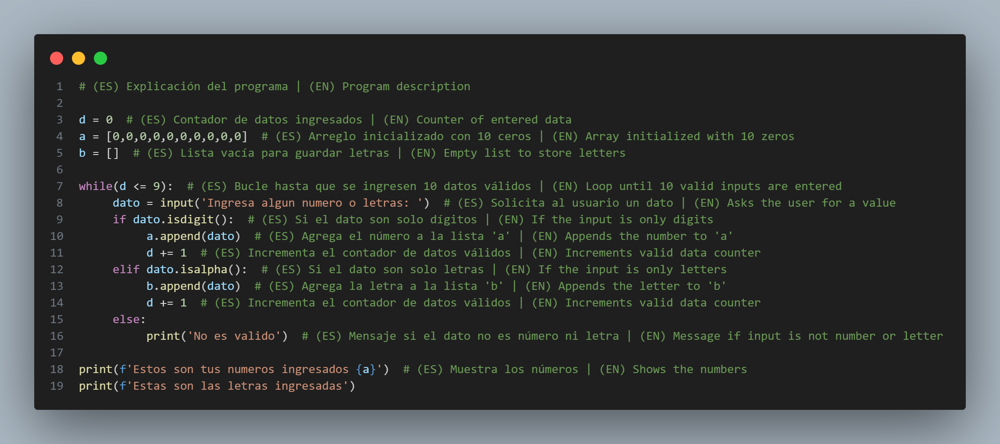 1 # (ES) Explicación del programa | (EN) Program description
2
3 d = 0  # (ES) Contador de datos ingresados | (EN) Counter of entered data
4 a = [0,0,0,0,0,0,0,0,0,0]  # (ES) Arreglo inicializado con 10 ceros | (EN) Array initialized with 10 zeros
5 b = []  # (ES) Lista vacía para guardar letras | (EN) Empty list to store letters
6
7 while(d <= 9):  # (ES) Bucle hasta que se ingresen 10 datos válidos | (EN) Loop until 10 valid inputs are entered
8      dato = input('Ingresa algun numero o letras: ')  # (ES) Solicita al usuario un dato | (EN) Asks the user for a value
9      if dato.isdigit():  # (ES) Si el dato son solo dígitos | (EN) If the input is only digits
10           a.append(dato)  # (ES) Agrega el número a la lista 'a' | (EN) Appends the number to 'a'
11           d += 1  # (ES) Incrementa el contador de datos válidos | (EN) Increments valid data counter
12      elif dato.isalpha():  # (ES) Si el dato son solo letras | (EN) If the input is only letters
13           b.append(dato)  # (ES) Agrega la letra a la lista 'b' | (EN) Appends the letter to 'b'
14           d += 1  # (ES) Incrementa el contador de datos válidos | (EN) Increments valid data counter
15      else:
16           print('No es valido')  # (ES) Mensaje si el dato no es número ni letra | (EN) Message if input is not number or letter
17
18 print(f'Estos son tus numeros ingresados {a}')  # (ES) Muestra los números | (EN) Shows the numbers
19 print(f'Estas son las letras ingresadas')